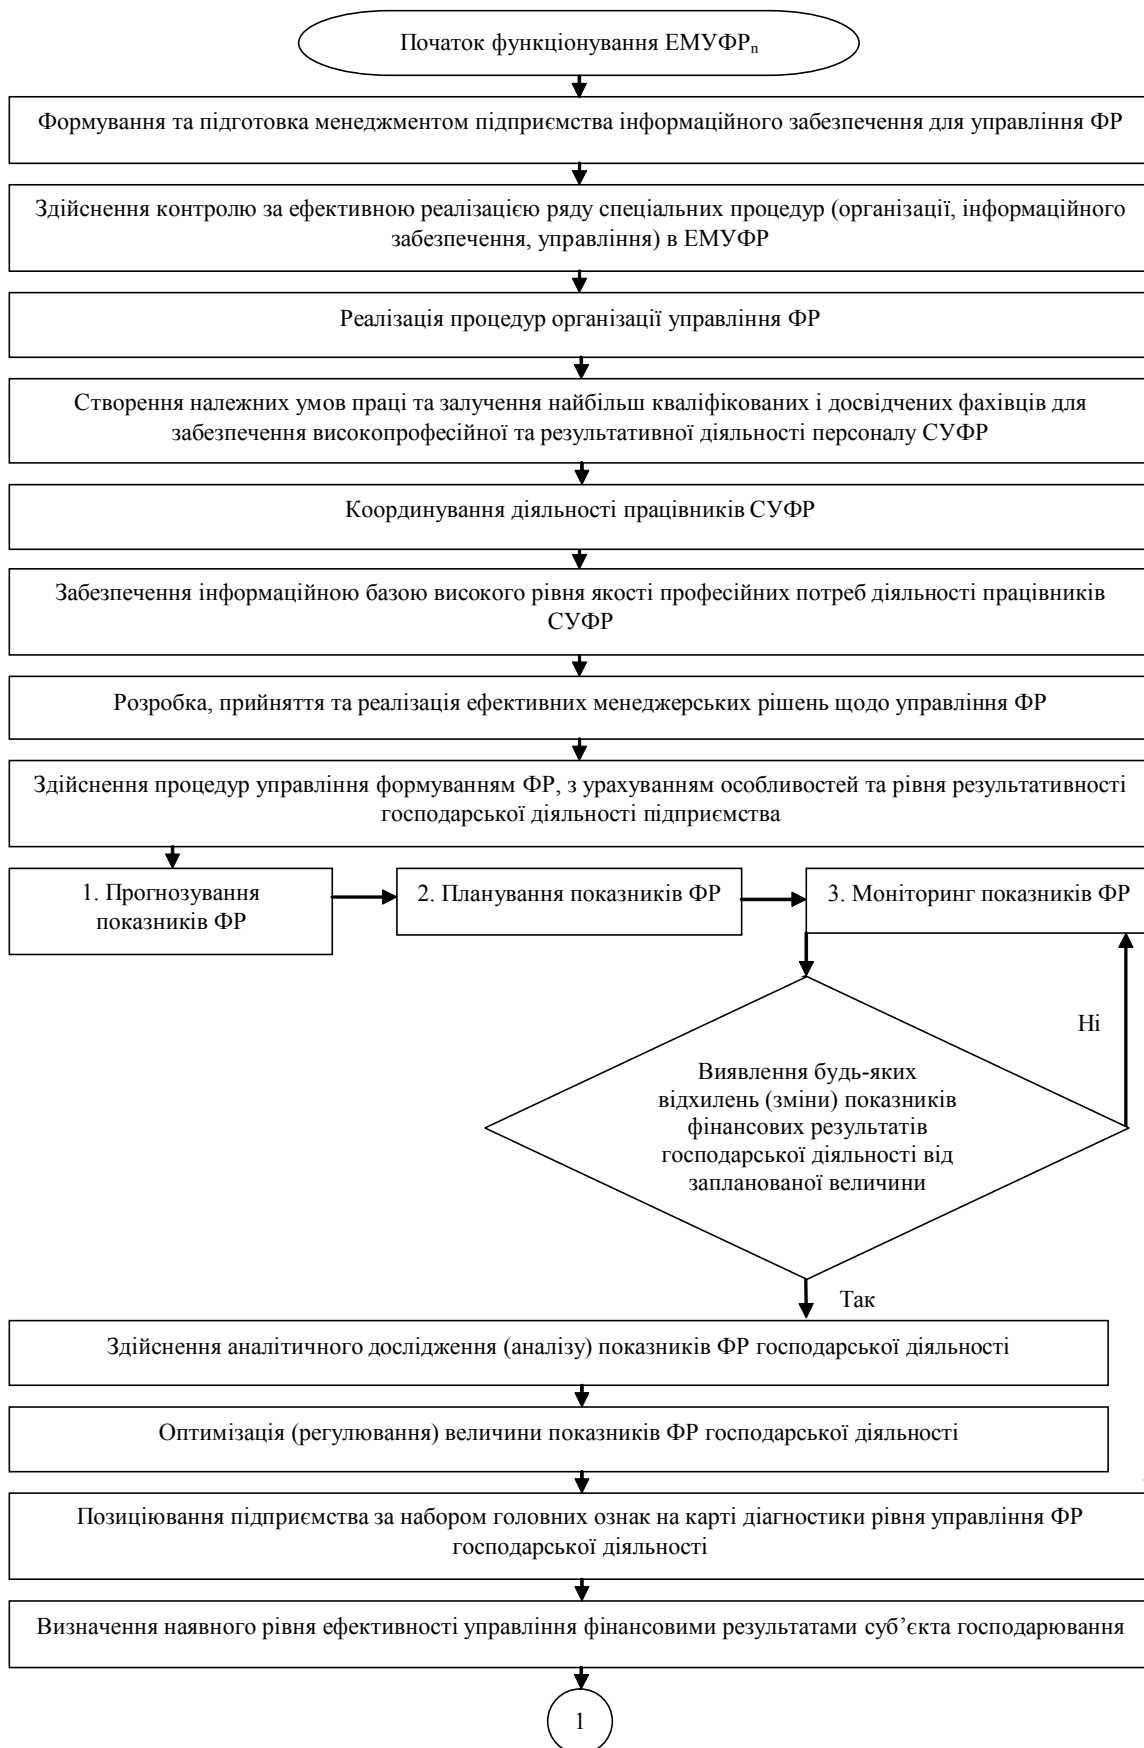 Початок функціонування ЕМУФРn
Формування та підготовка менеджментом підприємства інформаційного забезпечення для управління ФР
Здійснення контролю за ефективною реалізацією ряду спеціальних процедур (організації, інформаційного
забезпечення, управління) в ЕМУФР
Реалізація процедур організації управління ФР
Створення належних умов праці та залучення найбільш кваліфікованих і досвідчених фахівців для
забезпечення високопрофесійної та результативної діяльності персоналу СУФР
Координування діяльності працівників СУФР
Забезпечення інформаційною базою високого рівня якості професійних потреб діяльності працівників
СУФР
Розробка, прийняття та реалізація ефективних менеджерських рішень щодо управління ФР
Здійснення процедур управління формуванням ФР, з урахуванням особливостей та рівня результативності
господарської діяльності підприємства
1. Прогнозування
показників ФР
2. Планування показників ФР
3. Моніторинг показників ФР
Ні
Виявлення будь-яких
відхилень (зміни) показників
фінансових результатів
господарської діяльності від
запланованої величини
Так
Здійснення аналітичного дослідження (аналізу) показників ФР господарської діяльності
Оптимізація (регулювання) величини показників ФР господарської діяльності
Позиціювання підприємства за набором головних ознак на карті діагностики рівня управління ФР
господарської діяльності
Визначення наявного рівня ефективності управління фінансовими результатами суб’єкта господарювання
1